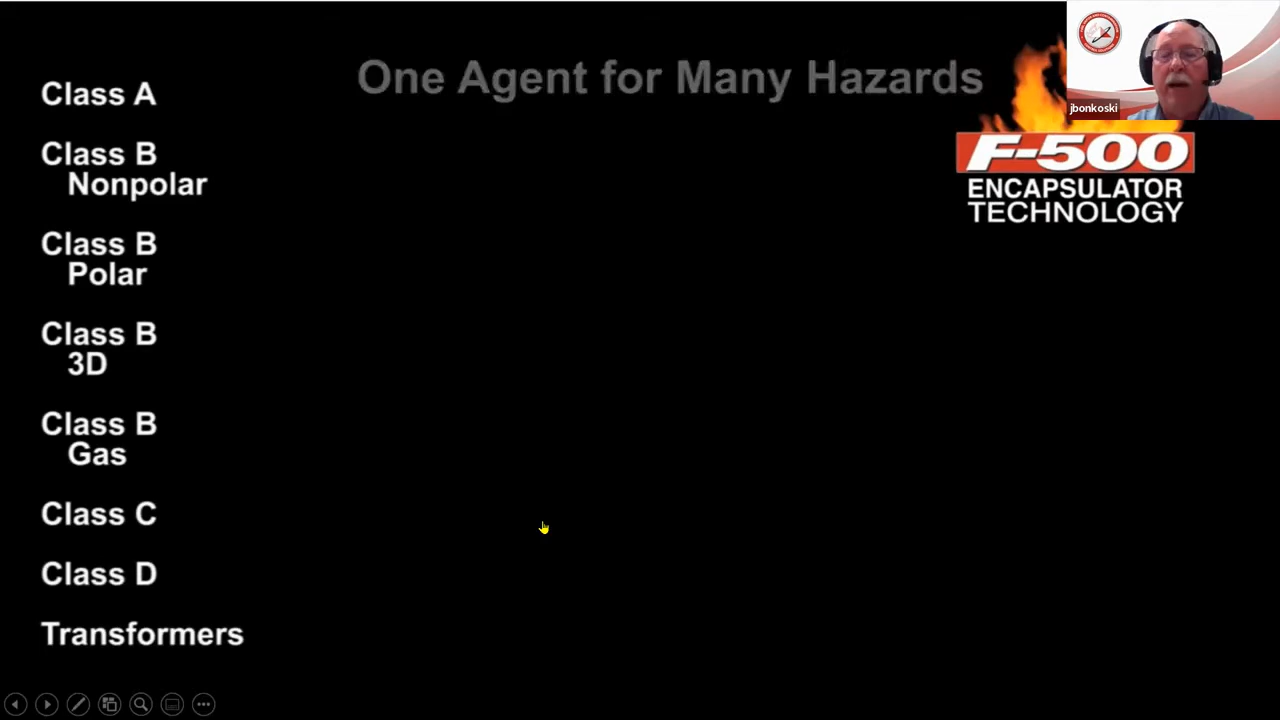 One Agent for Many Hazards
jbonkoski
F-500
ENCAPSULATOR
TECHNOLOGY
Class A
Class B
Nonpolar
Class B
Polar
Class B
3D
Class B
Gas
Class C
Class D
Transformers